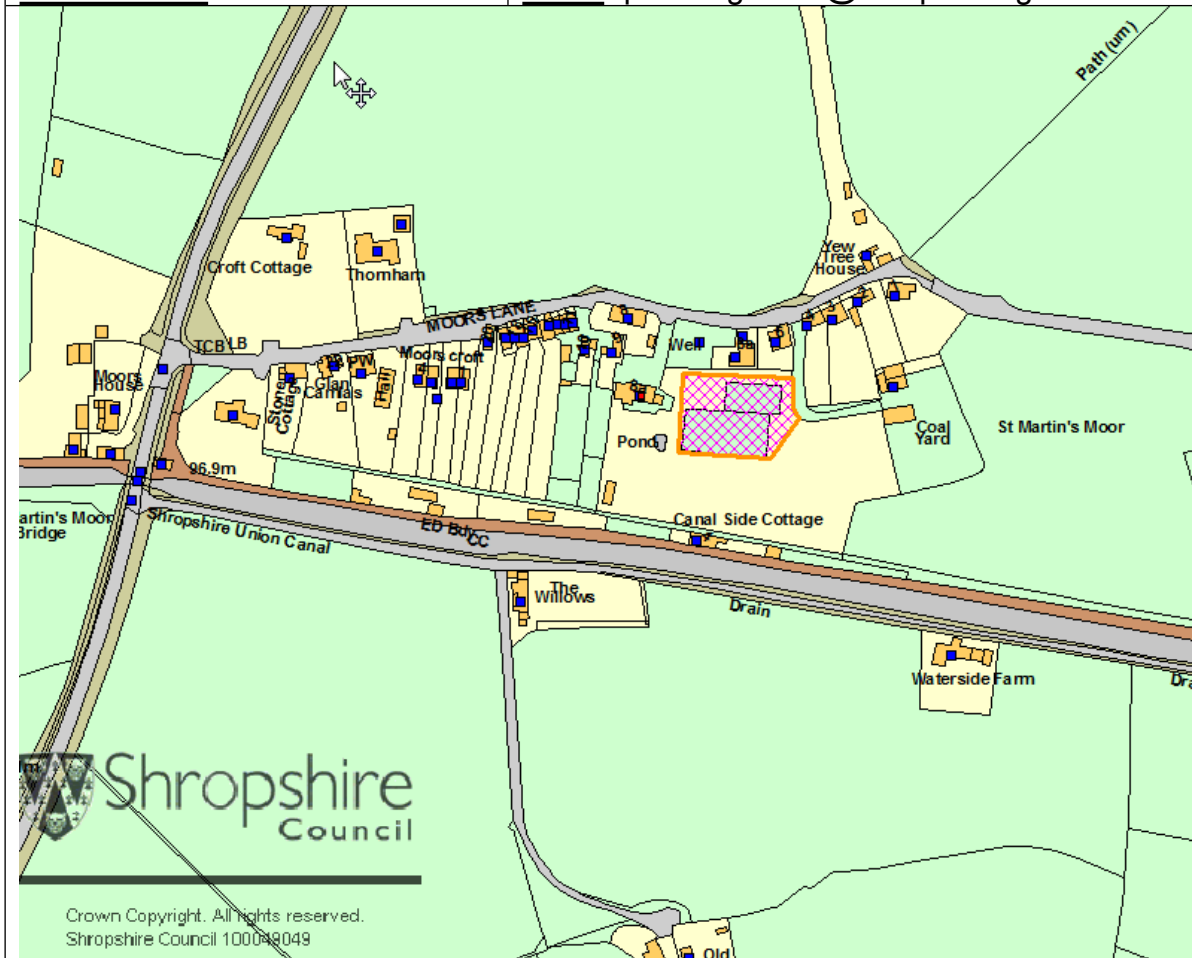 Path (um)
Croft Cottage
Thornham
Yew
Tree
House
MOORS LANE
TCB LB
Moors
House
Stone
Cottage
Glan
Camlas
PW
Hall
Moors croft
Well
Pond
Coal
Yard
St Martin's Moor
96.9m
Canal Side Cottage
artin's Moor
Bridge
Shropshire Union Canal
ED Bdy
CC
The
Willows
Drain
Waterside Farm
Dra
Shropshire
Council
Crown Copyright. All rights reserved.
Shropshire Council 100049049
Old